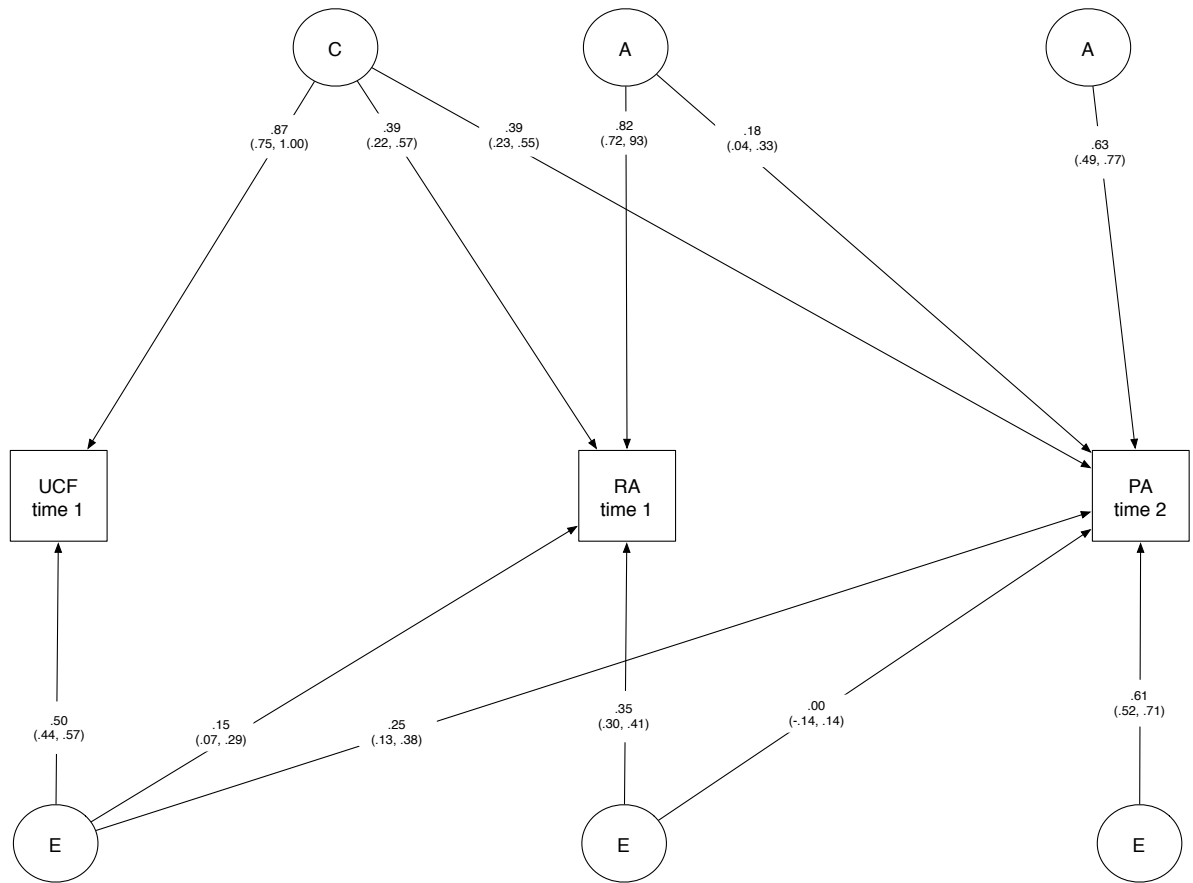 C
A
A
.87
(.75, 1.00)
.39
(.22, .57)
.39
(.23, .55)
.82
(.72, 93)
.18
(.04, .33)
.63
(.49, .77)
UCF
time 1
RA
time 1
PA
time 2
.50
(.44, .57)
.15
(.07, .29)
.25
(.13, .38)
.35
(.30, .41)
.00
(-.14, .14)
.61
(.52, .71)
E
E
E